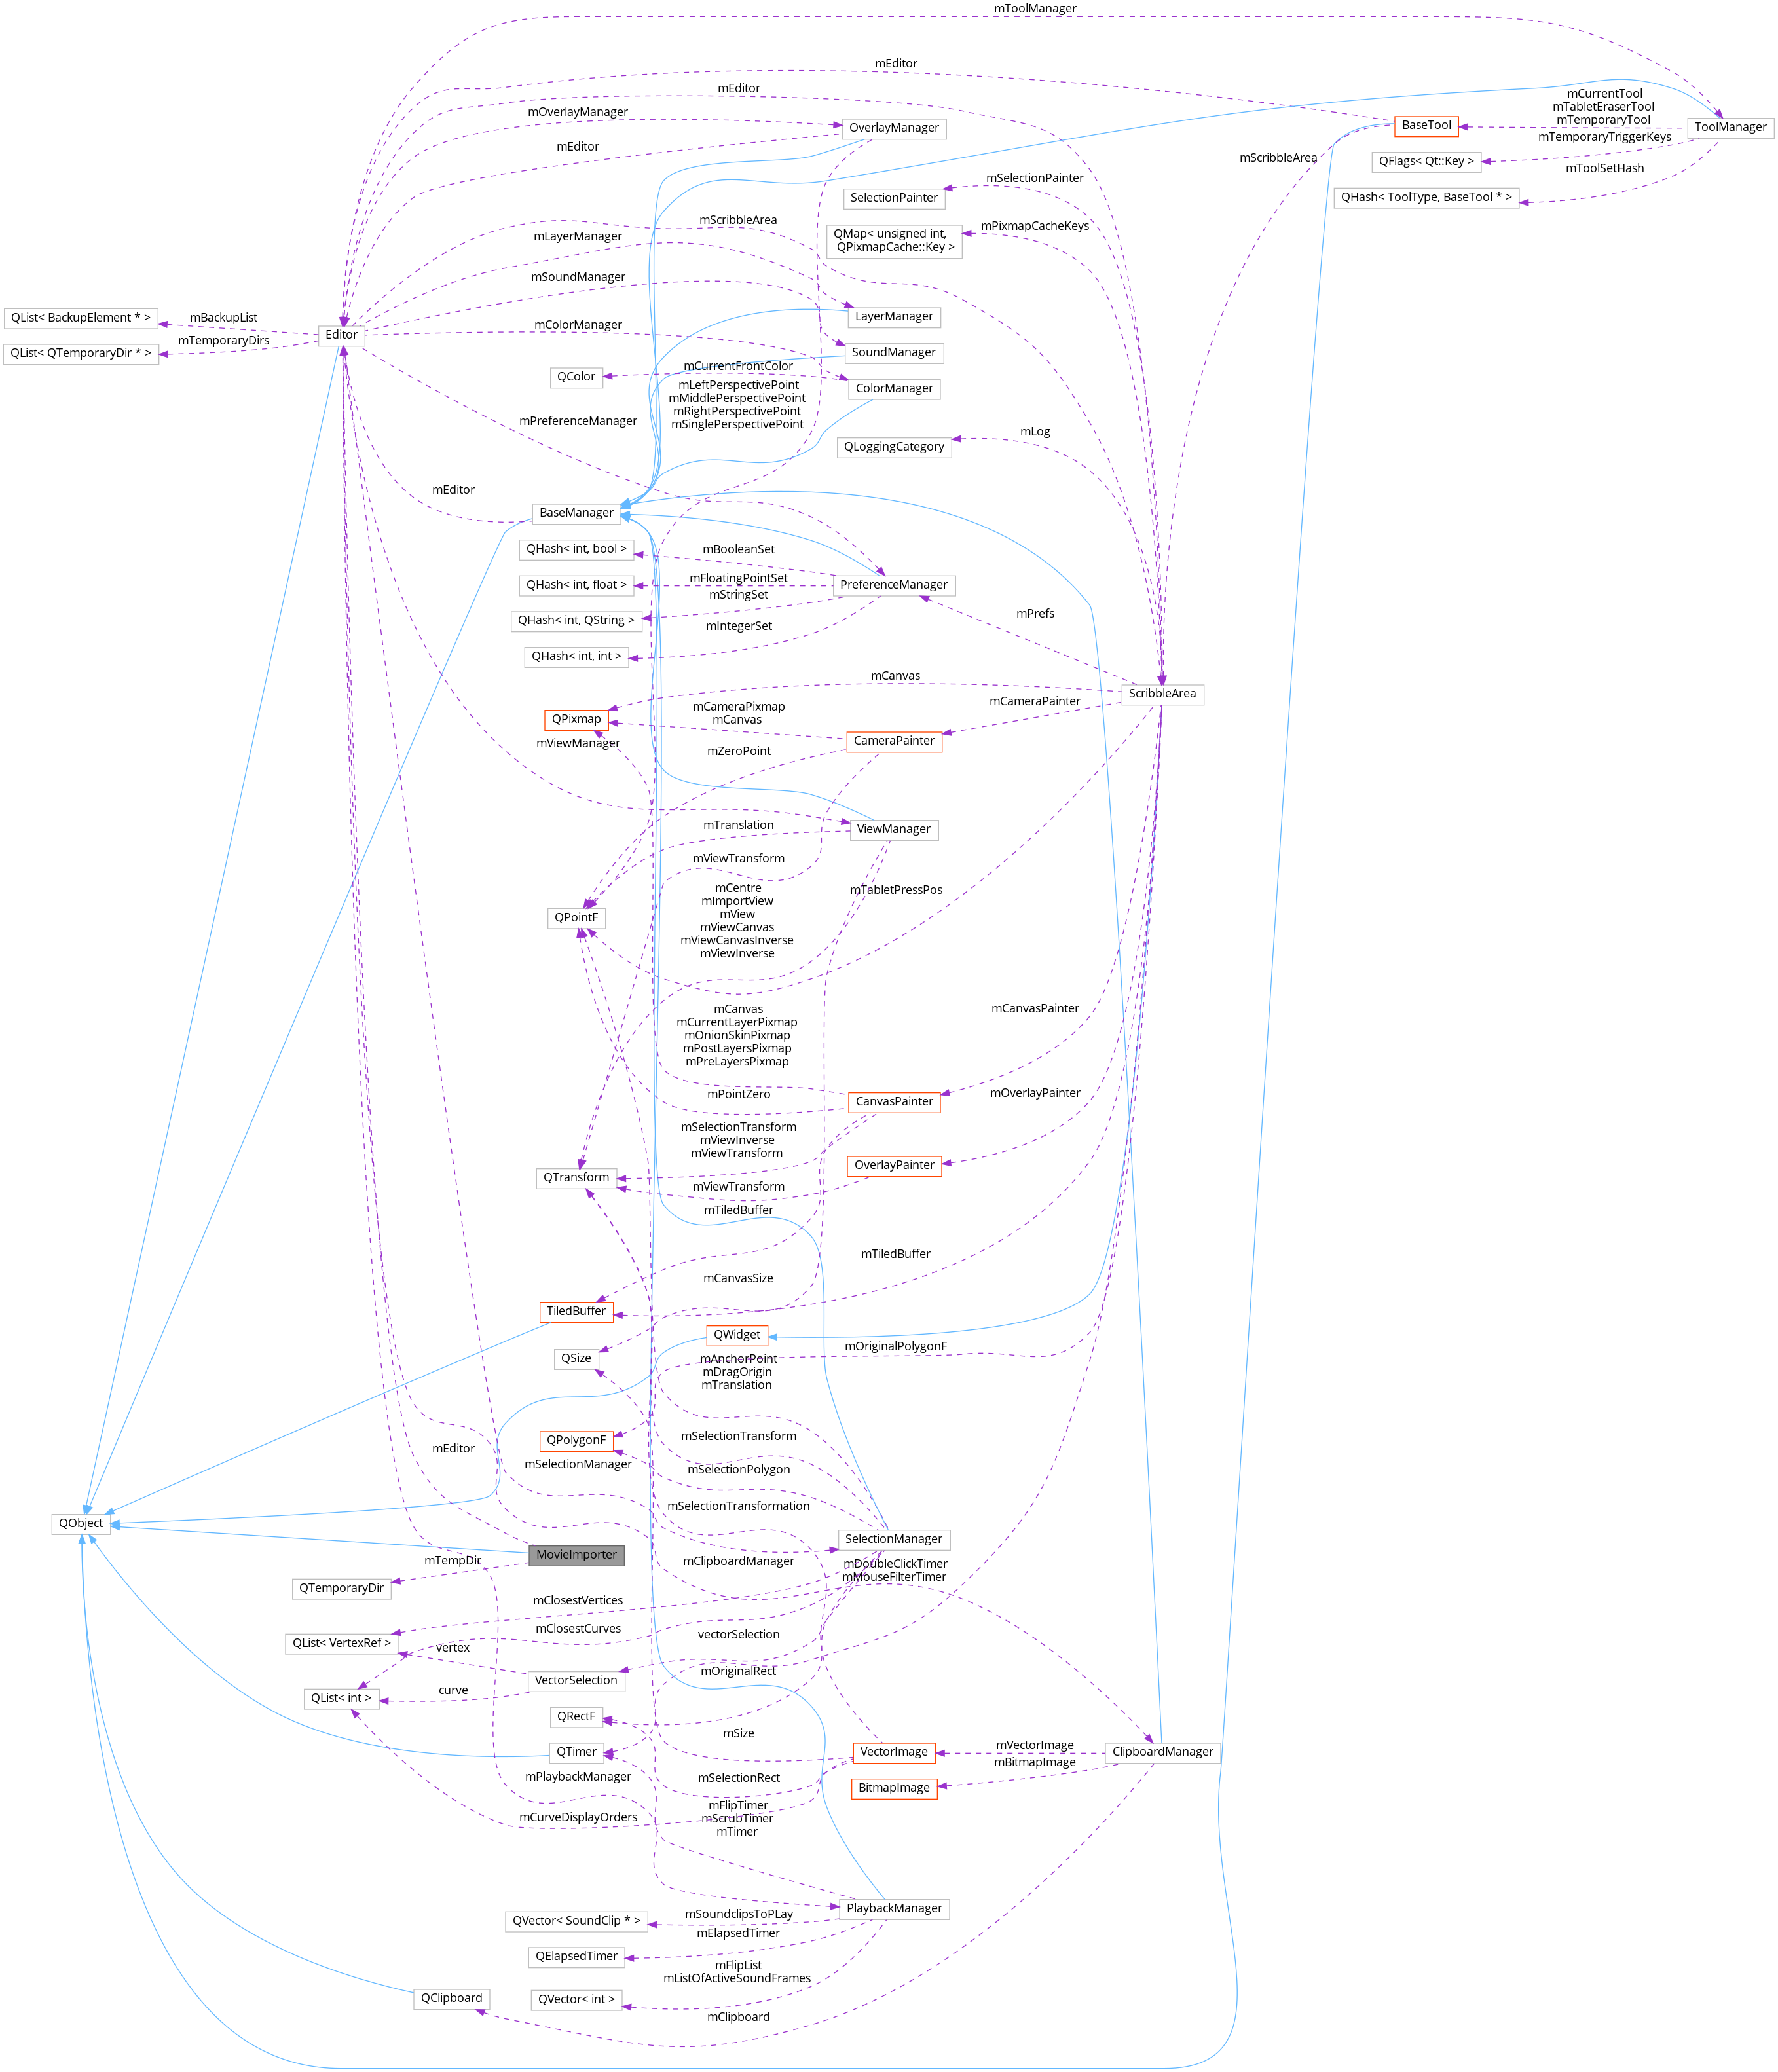 mToolManager
mEditor
mEditor
mCurrentTool
mTabletEraserTool
mTemporaryTool
mOverlayManager
OverlayManager
BaseTool
ToolManager
mTemporaryTriggerKeys
mEditor
mScribbleArea
QFlags< Qt::Key >
mToolSetHash
mSelectionPainter
SelectionPainter
QHash< ToolType, BaseTool * >
mScribbleArea
mPixmapCacheKeys
QMap< unsigned int,
QPixmapCache::Key >
mLayerManager
mSoundManager
QList< BackupElement * >
mBackupList
LayerManager
Editor
mColorManager
mTemporaryDirs
QList< QTemporaryDir * >
SoundManager
mCurrentFrontColor
QColor
ColorManager
mLeftPerspectivePoint
mMiddlePerspectivePoint
mRightPerspectivePoint
mSinglePerspectivePoint
mPreferenceManager
mLog
QLoggingCategory
mEditor
BaseManager
QHash< int, bool >
mBooleanSet
QHash< int, float >
mFloatingPointSet
PreferenceManager
mStringSet
QHash< int, QString >
mPrefs
mIntegerSet
QHash< int, int >
mCanvas
ScribbleArea
mCameraPainter
mCameraPixmap
mCanvas
QPixmap
mViewManager
CameraPainter
mZeroPoint
mTranslation
ViewManager
mViewTransform
mCentre
mImportView
mView
mViewCanvas
mViewCanvasInverse
mViewInverse
mTabletPressPos
QPointF
mCanvas
mCurrentLayerPixmap
mOnionSkinPixmap
mPostLayersPixmap
mPreLayersPixmap
mCanvasPainter
mPointZero
CanvasPainter
mOverlayPainter
mSelectionTransform
mViewInverse
mViewTransform
OverlayPainter
QTransform
mViewTransform
mTiledBuffer
mTiledBuffer
mCanvasSize
TiledBuffer
QWidget
mOriginalPolygonF
QSize
mAnchorPoint
mDragOrigin
mTranslation
QPolygonF
mSelectionTransform
mEditor
mSelectionManager
mSelectionPolygon
mSelectionTransformation
QObject
SelectionManager
MovieImporter
mTempDir
mClipboardManager
mDoubleClickTimer
mMouseFilterTimer
QTemporaryDir
mClosestVertices
mClosestCurves
vectorSelection
QList< VertexRef >
vertex
VectorSelection
mOriginalRect
curve
QList< int >
QRectF
mSize
QTimer
VectorImage
mVectorImage
ClipboardManager
mBitmapImage
mPlaybackManager
mSelectionRect
BitmapImage
mCurveDisplayOrders
mFlipTimer
mScrubTimer
mTimer
PlaybackManager
mSoundclipsToPLay
QVector< SoundClip * >
mElapsedTimer
QElapsedTimer
mFlipList
mListOfActiveSoundFrames
QClipboard
QVector< int >
mClipboard